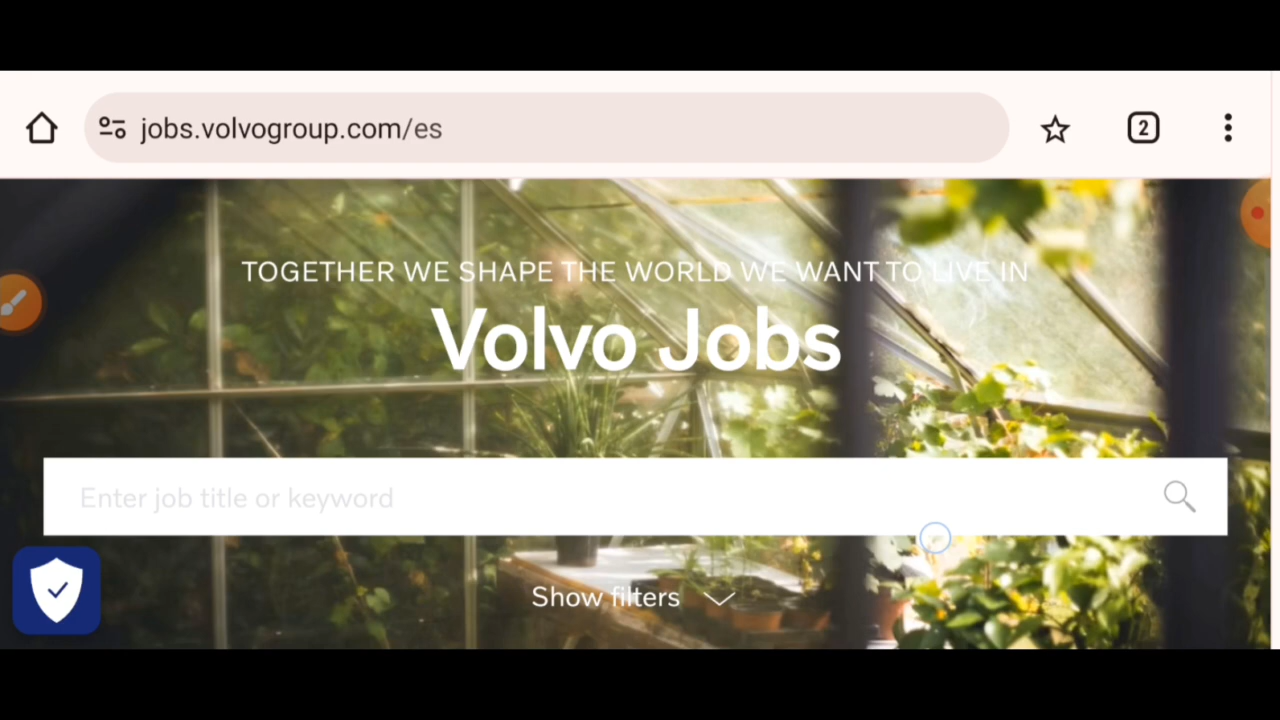 jobs.volvogroup.com/es
2
TOGETHER WE SHAPE THE WORLD WE WANT TO LIVE IN
Volvo Jobs
Enter job title or keyword
Show filters